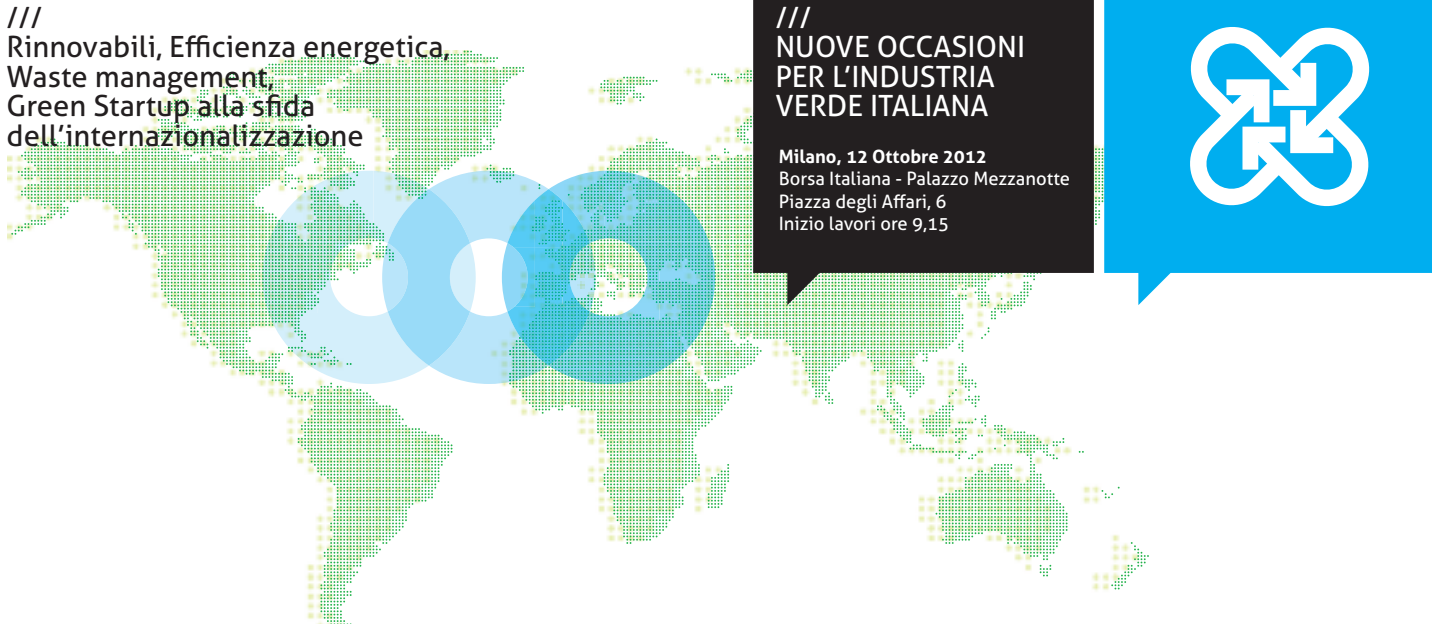 ///
Rinnovabili, Efficienza energetica,
Waste management,
Green Startup alla sfida
dell'internazionalizzazione
///
NUOVE OCCASIONI
PER L'INDUSTRIA
VERDE ITALIANA
Milano, 12 Ottobre 2012
Borsa Italiana - Palazzo Mezzanotte
Piazza degli Affari, 6
Inizio lavori ore 9,15